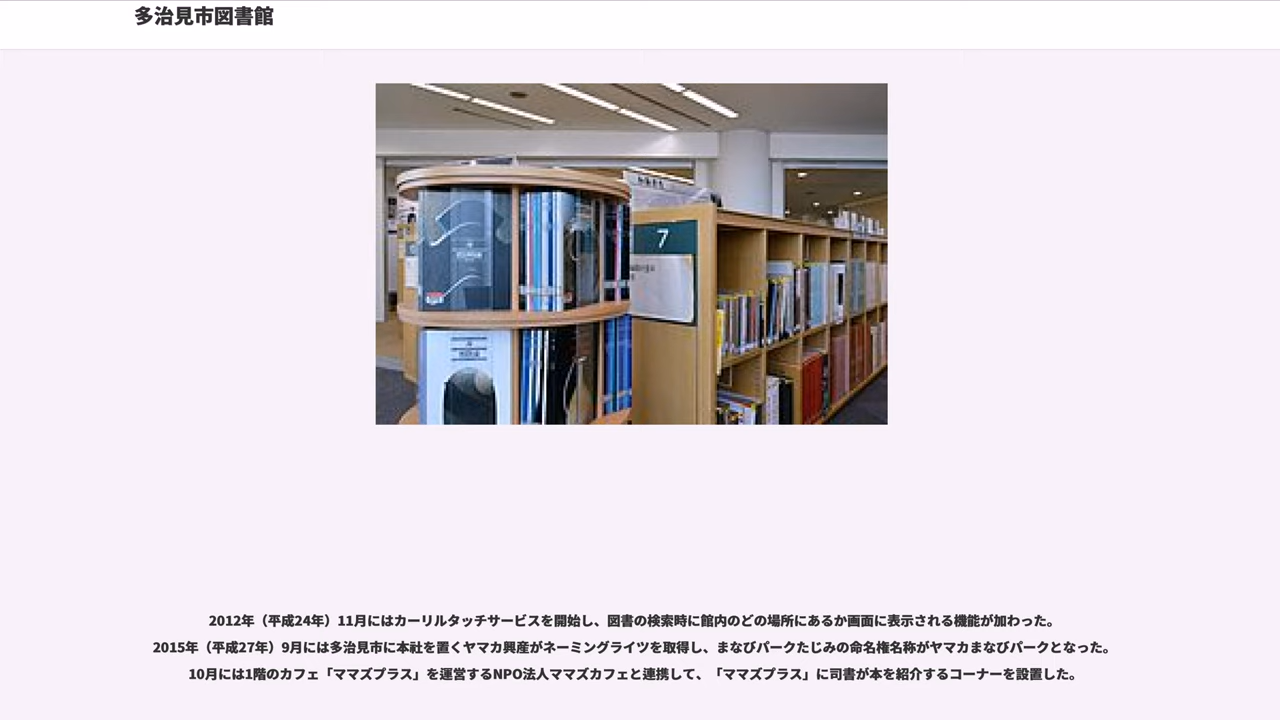 多治見市図書館
7
2012年（平成24年）11月にはカーリルタッチサービスを開始し、図書の検索時に館内のどの場所にあるか画面に表示される機能が加わった。
2015年（平成27年）9月には多治見市に本社を置くヤマカ興産がネーミングライツを取得し、まなびパークたじみの命名権名称がヤマカまなびパークとなった。
10月には1階のカフェ「ママズプラス」を運営するNPO法人ママズカフェと連携して、「ママズプラス」に司書が本を紹介するコーナーを設置した。